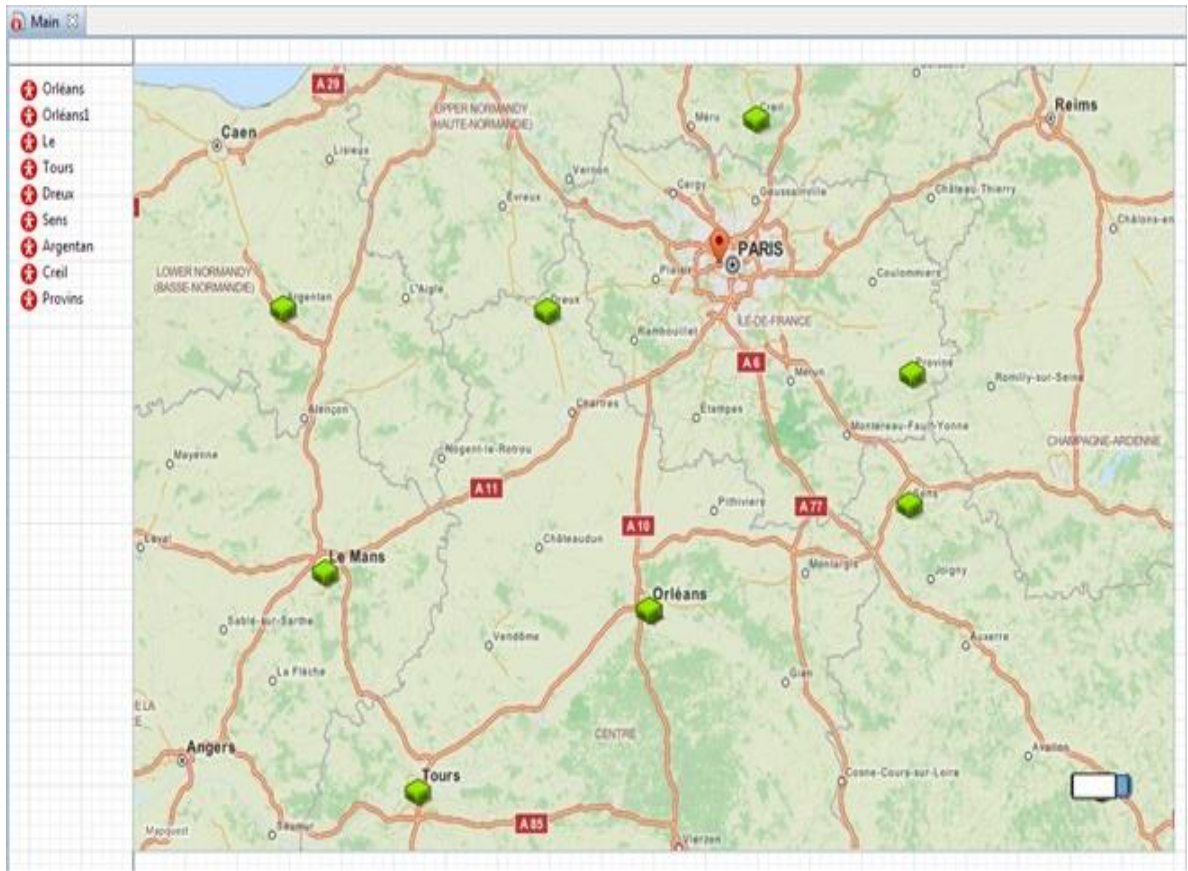 Main
Orléans
Orléans1
Le
Tours
Dreux
Sens
Argentan
Creil
Provins
A 29
UPPER NORMANDY
(HAUTE-NORMANDIE)
Creil
Méru
Reims
Caen
Lisieux
Vernon
Cergy
Goussainville
Château-Thierry
Evreux
Châlons-en
PARIS
Plaisir
Coulommiers
LOWER NORMANDY
(BASSE-NORMANDIE)
Argentan
L'Aigle
Dreux
ÎLE-DE-FRANCE
Rambouillet
A 6
Provins
Romilly-sur-Seine
Alençon
Chartres
Étampes
Montereau-Fault-Yonne
CHAMPAGNE-ARDENNE
Mayenne
Nogent-le-Rotrou
A 11
Pithiviers
A 77
Sens
A 10
Laval
Châteaudun
Le Mans
Montargis
Joigny
Orléans
Sablé-sur-Sarthe
Vendôme
Auxerre
La Flèche
Gien
CENTRE
Angers
Avallon
Tours
Cosne-Cours-sur-Loire
A 85
Mapquest
Saumur
Vierzon